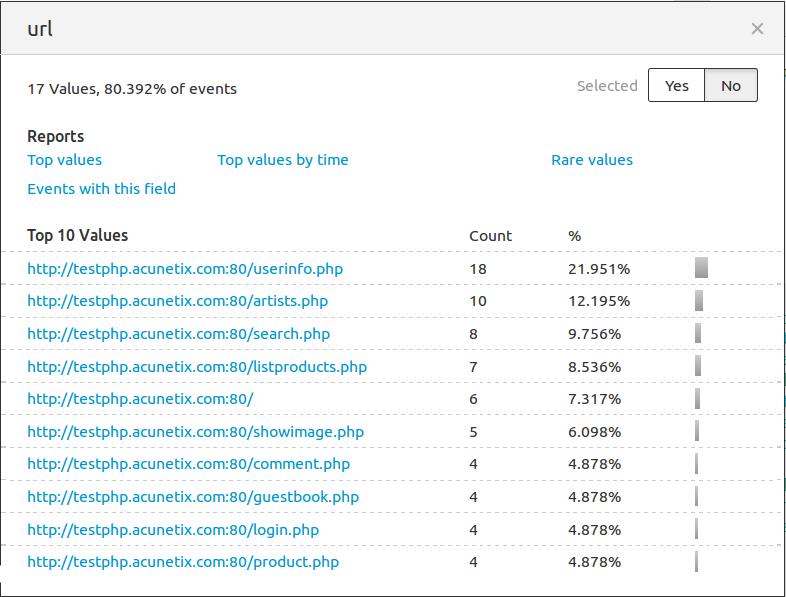 url ×
17 Values, 80.392% of events Selected Yes No
Reports
Top values Top values by time Rare values
Events with this field
Top 10 Values Count %
http://testphp.acunetix.com:80/userinfo.php 18 21.951%
http://testphp.acunetix.com:80/artists.php 10 12.195%
http://testphp.acunetix.com:80/search.php 8 9.756%
http://testphp.acunetix.com:80/listproducts.php 7 8.536%
http://testphp.acunetix.com:80/ 6 7.317%
http://testphp.acunetix.com:80/showimage.php 5 6.098%
http://testphp.acunetix.com:80/comment.php 4 4.878%
http://testphp.acunetix.com:80/guestbook.php 4 4.878%
http://testphp.acunetix.com:80/login.php 4 4.878%
http://testphp.acunetix.com:80/product.php 4 4.878%